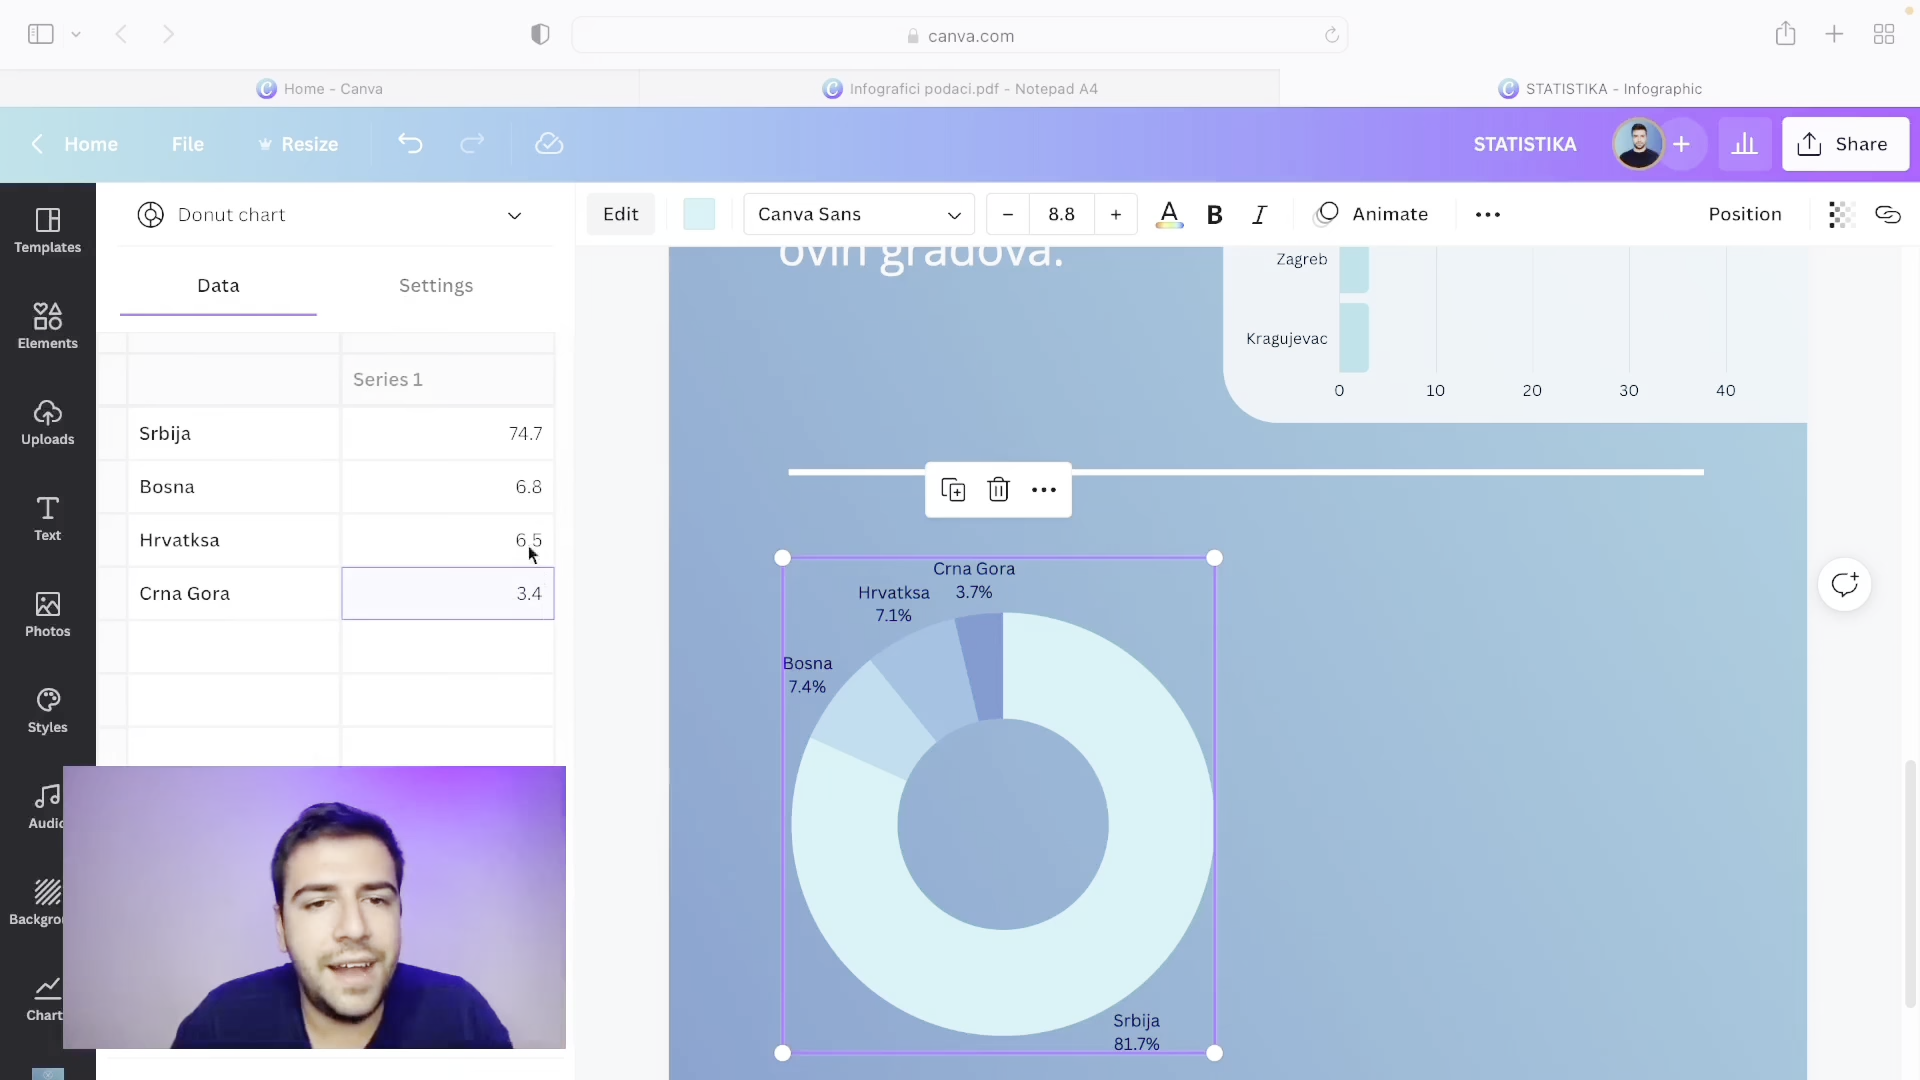 canva.com
Home - Canva
Infografici podaci.pdf - Notepad A4
STATISTIKA - Infographic
Home
File
Resize
STATISTIKA
Share
Templates
Elements
Uploads
Text
Photos
Styles
Audio
Backgrou
Chart
Donut chart
Data
Settings
Series 1
Srbija 74.7
Bosna 6.8
Hrvatksa 6.5
Crna Gora 3.4
Edit
Canva Sans
– 8.8 +
A B I
Animate
Position
ovih gradova.
Zagreb
Kragujevac
0 10 20 30 40
Crna Gora
3.7%
Hrvatksa
7.1%
Bosna
7.4%
Srbija
81.7%